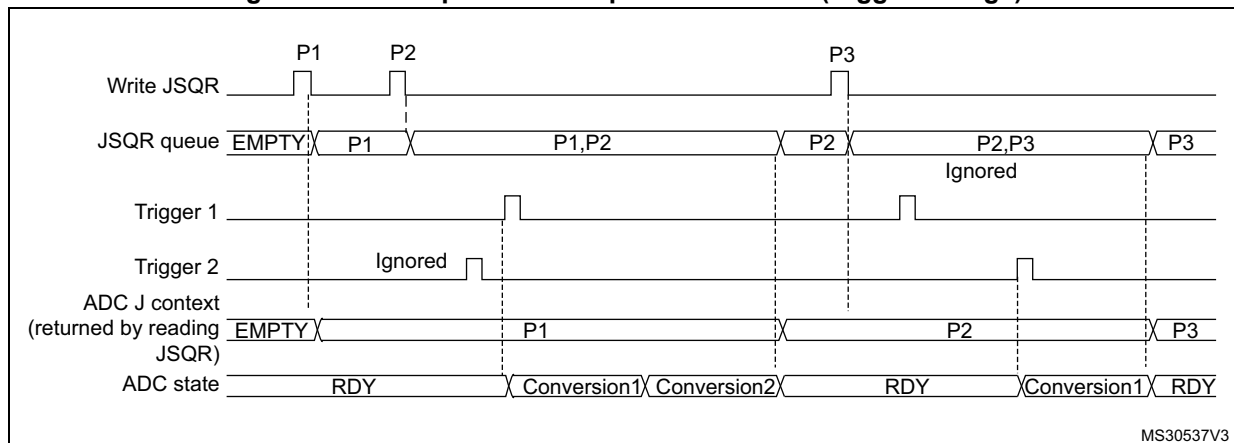 P1 P2 P3
Write JSQR
JSQR queue EMPTY P1 P1,P2 P2 P2,P3 P3
Ignored
Trigger 1
Trigger 2 Ignored
ADC J context
(returned by reading EMPTY P1 P2 P3
JSQR)
ADC state RDY Conversion1 Conversion2 RDY Conversion1 RDY
MS30537V3